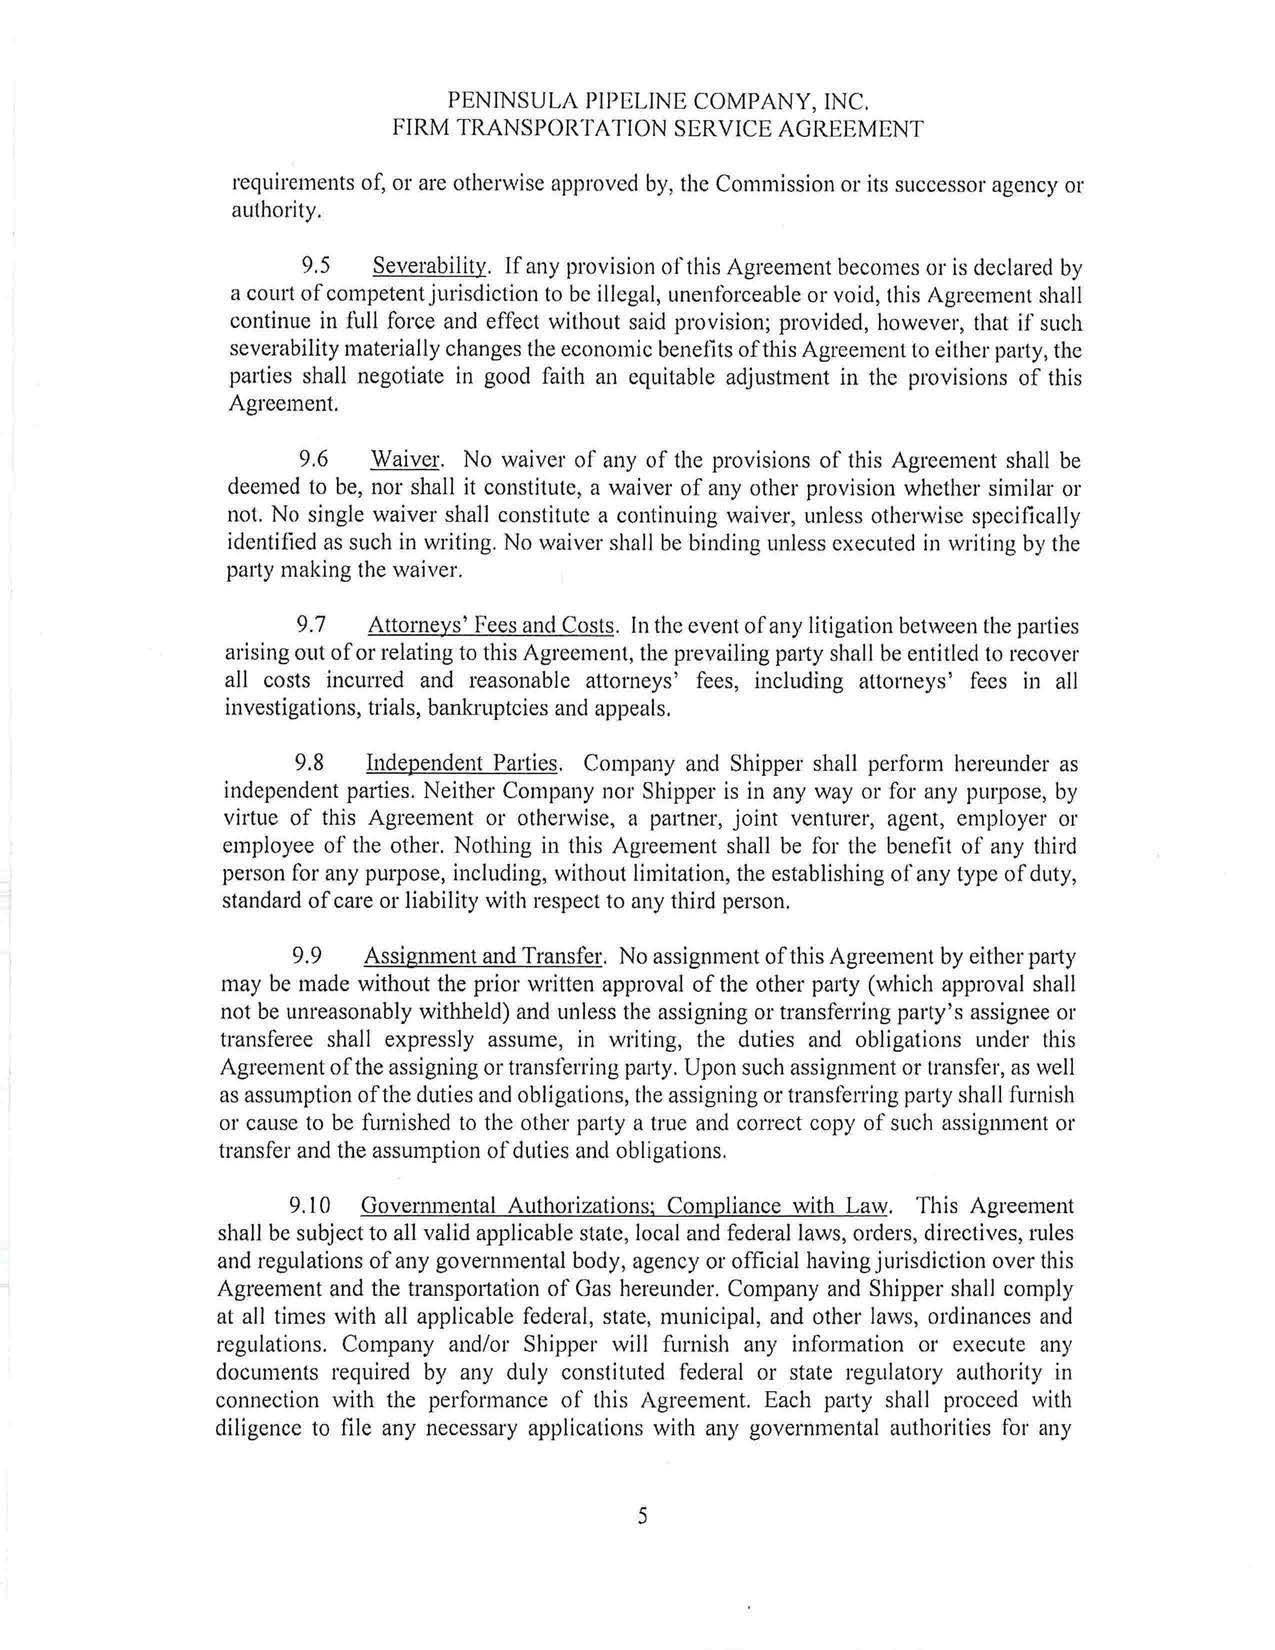 PENINSULA PIPELINE COMPANY, INC.
FIRM TRANSPORTATION SERVICE AGREEMENT
requirements of, or are otherwise approved by, the Commission or its successor agency or
authority.
9.5 Severability. If any provision of this Agreement becomes or is declared by
a court of competent jurisdiction to be illegal, unenforceable or void, this Agreement shall
continue in full force and effect without said provision; provided, however, that if such
severability materially changes the economic benefits of this Agreement to either party, the
parties shall negotiate in good faith an equitable adjustment in the provisions of this
Agreement.
9.6 Waiver. No waiver of any of the provisions of this Agreement shall be
deemed to be, nor shall it constitute, a waiver of any other provision whether similar or
not. No single waiver shall constitute a continuing waiver, unless otherwise specifically
identified as such in writing. No waiver shall be binding unless executed in writing by the
party making the waiver.
9.7 Attorneys' Fees and Costs. In the event of any litigation between the parties
arising out of or relating to this Agreement, the prevailing party shall be entitled to recover
all costs incurred and reasonable attorneys' fees, including attorneys' fees in all
investigations, trials, bankruptcies and appeals.
9.8 Independent Parties. Company and Shipper shall perform hereunder as
independent parties. Neither Company nor Shipper is in any way or for any purpose, by
virtue of this Agreement or otherwise, a partner, joint venturer, agent, employer or
employee of the other. Nothing in this Agreement shall be for the benefit of any third
person for any purpose, including, without limitation, the establishing of any type of duty,
standard of care or liability with respect to any third person.
9.9 Assignment and Transfer. No assignment of this Agreement by either party
may be made without the prior written approval of the other party (which approval shall
not be unreasonably withheld) and unless the assigning or transferring party's assignee or
transferee shall expressly assume, in writing, the duties and obligations under this
Agreement of the assigning or transferring party. Upon such assignment or transfer, as well
as assumption of the duties and obligations, the assigning or transferring party shall furnish
or cause to be furnished to the other party a true and correct copy of such assignment or
transfer and the assumption of duties and obligations.
9.10 Governmental Authorizations; Compliance with Law. This Agreement
shall be subject to all valid applicable state, local and federal laws, orders, directives, rules
and regulations of any governmental body, agency or official having jurisdiction over this
Agreement and the transportation of Gas hereunder. Company and Shipper shall comply
at all times with all applicable federal, state, municipal, and other laws, ordinances and
regulations. Company and/or Shipper will furnish any information or execute any
documents required by any duly constituted federal or state regulatory authority in
connection with the performance of this Agreement. Each party shall proceed with
diligence to file any necessary applications with any governmental authorities for any
5